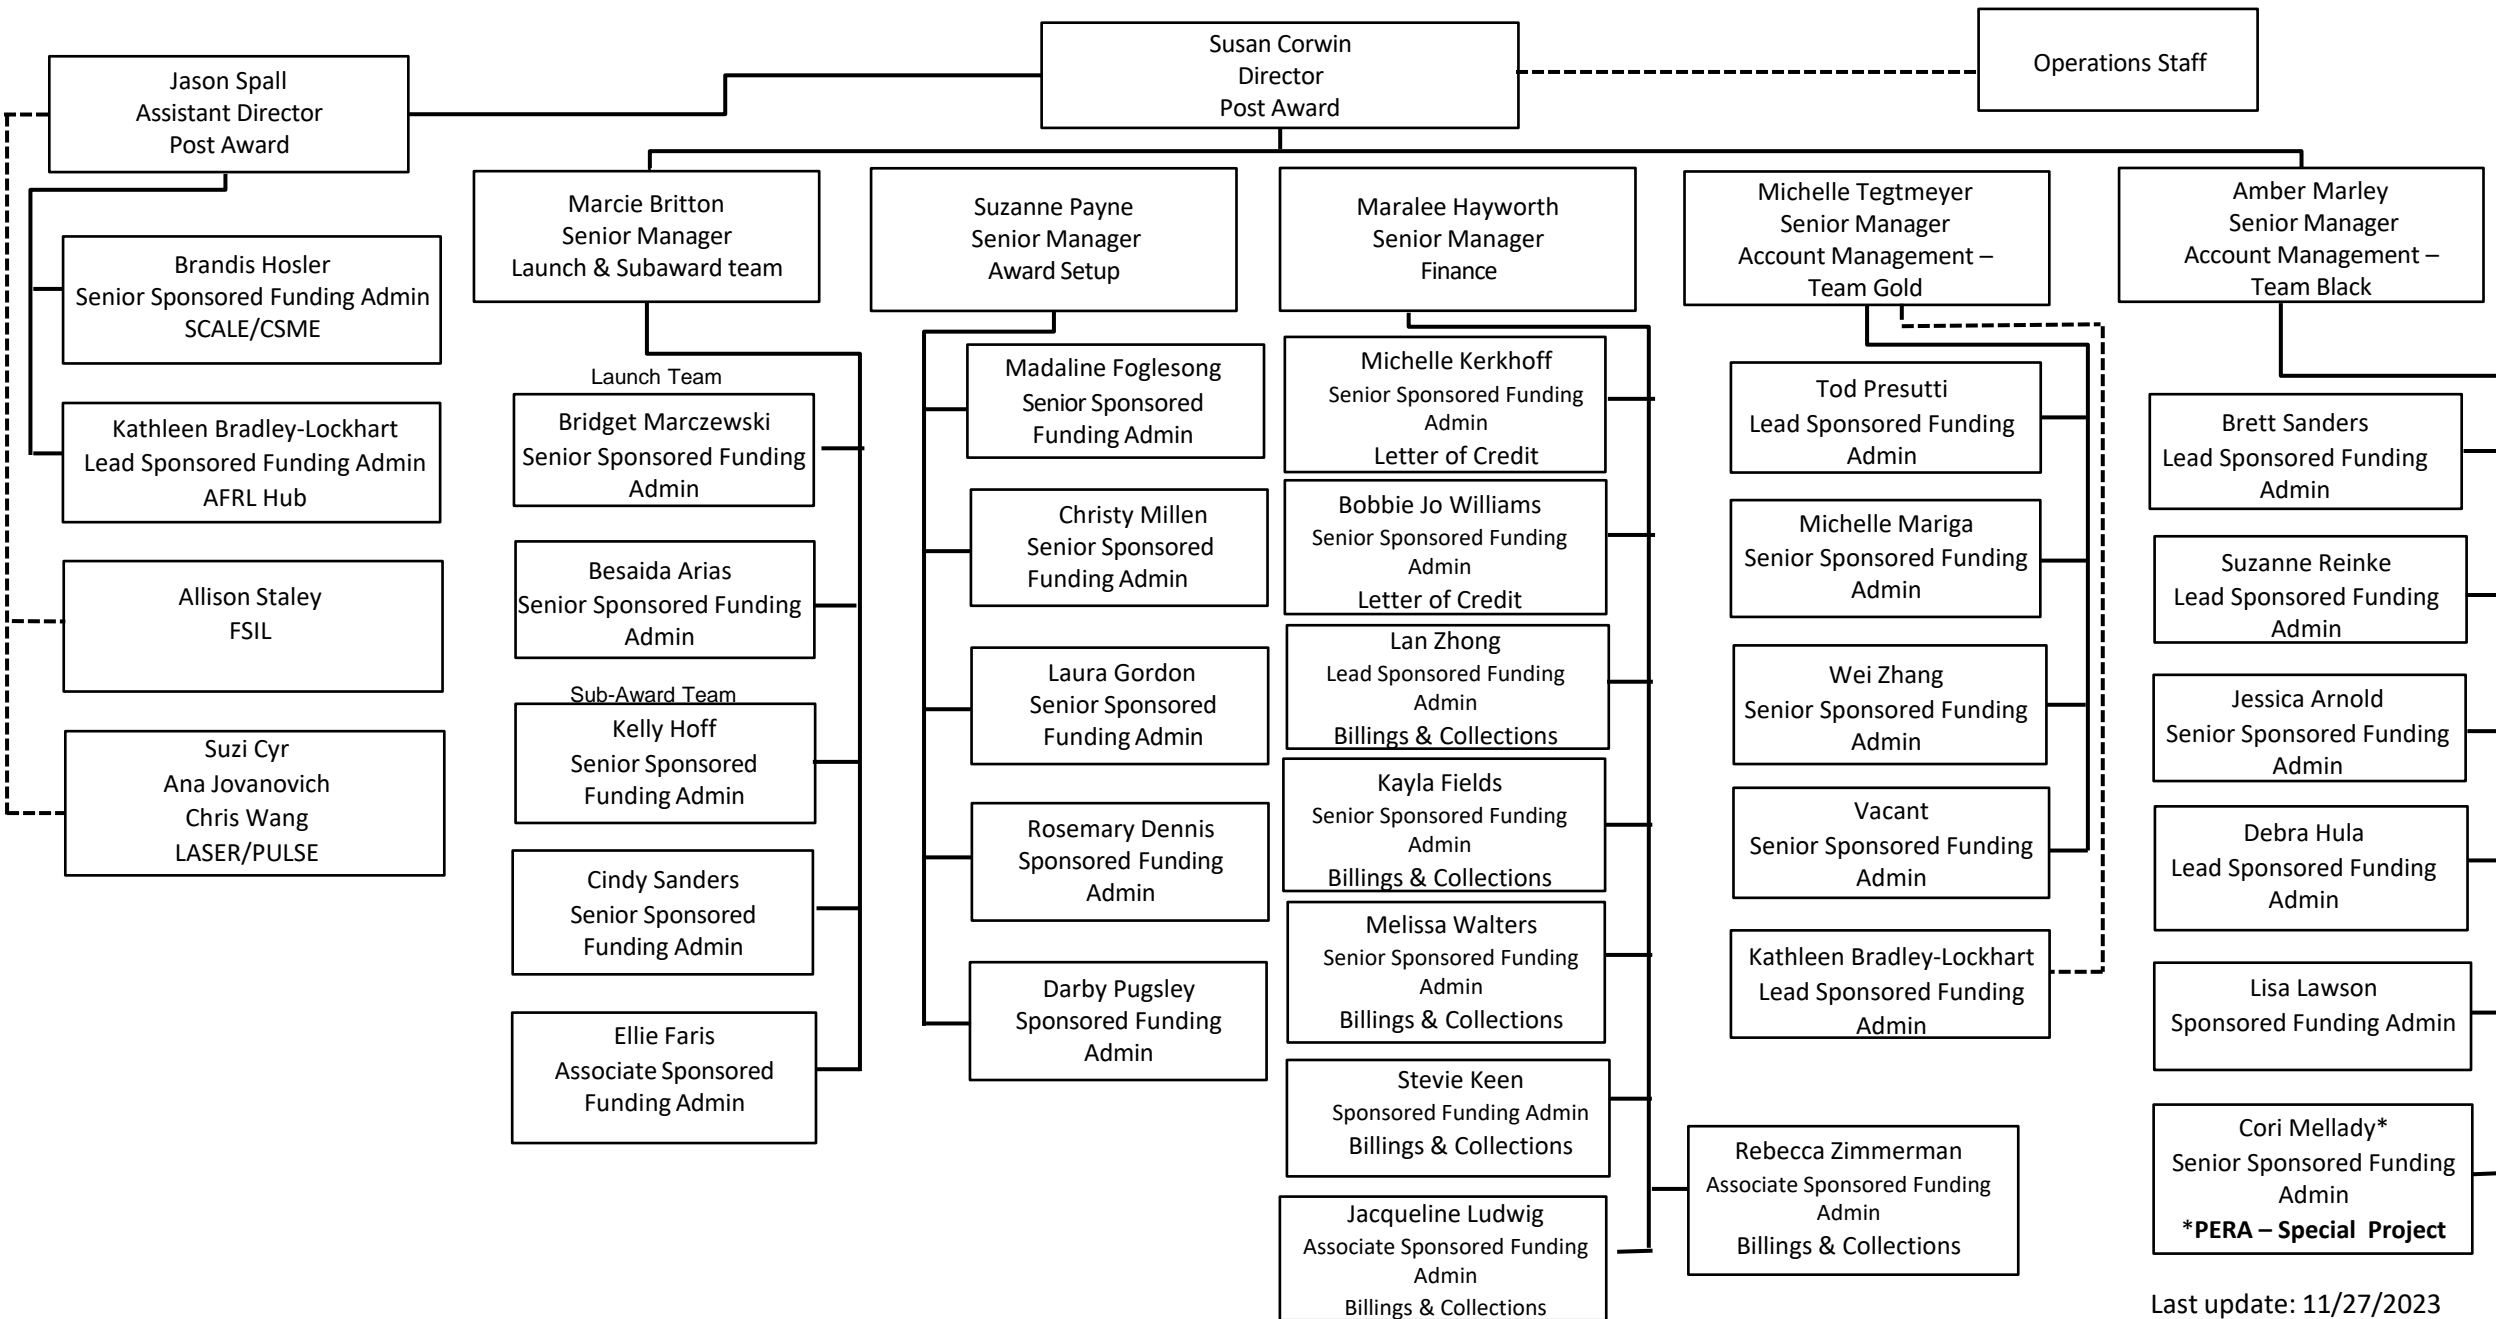 Susan Corwin
Director
Post Award
Operations Staff
Jason Spall
Assistant Director
Post Award
Brandis Hosler
Senior Sponsored Funding Admin
SCALE/CSME
Kathleen Bradley-Lockhart
Lead Sponsored Funding Admin
AFRL Hub
Allison Staley
FSIL
Suzi Cyr
Ana Jovanovich
Chris Wang
LASER/PULSE
Marcie Britton
Senior Manager
Launch & Subaward team
Launch Team
Bridget Marczewski
Senior Sponsored Funding
Admin
Besaida Arias
Senior Sponsored Funding
Admin
Sub-Award Team
Kelly Hoff
Senior Sponsored
Funding Admin
Cindy Sanders
Senior Sponsored
Funding Admin
Ellie Faris
Associate Sponsored
Funding Admin
Suzanne Payne
Senior Manager
Award Setup
Madaline Foglesong
Senior Sponsored
Funding Admin
Christy Millen
Senior Sponsored
Funding Admin
Laura Gordon
Senior Sponsored
Funding Admin
Rosemary Dennis
Sponsored Funding
Admin
Darby Pugsley
Sponsored Funding
Admin
Maralee Hayworth
Senior Manager
Finance
Michelle Kerkhoff
Senior Sponsored Funding
Admin
Letter of Credit
Bobbie Jo Williams
Senior Sponsored Funding
Admin
Letter of Credit
Lan Zhong
Lead Sponsored Funding
Admin
Billings & Collections
Kayla Fields
Senior Sponsored Funding
Admin
Billings & Collections
Melissa Walters
Senior Sponsored Funding
Admin
Billings & Collections
Stevie Keen
Sponsored Funding Admin
Billings & Collections
Jacqueline Ludwig
Associate Sponsored Funding
Admin
Billings & Collections
Rebecca Zimmerman
Associate Sponsored Funding
Admin
Billings & Collections
Michelle Tegtmeyer
Senior Manager
Account Management –
Team Gold
Tod Presutti
Lead Sponsored Funding
Admin
Michelle Mariga
Senior Sponsored Funding
Admin
Wei Zhang
Senior Sponsored Funding
Admin
Vacant
Senior Sponsored Funding
Admin
Kathleen Bradley-Lockhart
Lead Sponsored Funding
Admin
Amber Marley
Senior Manager
Account Management –
Team Black
Brett Sanders
Lead Sponsored Funding
Admin
Suzanne Reinke
Lead Sponsored Funding
Admin
Jessica Arnold
Senior Sponsored Funding
Admin
Debra Hula
Lead Sponsored Funding
Admin
Lisa Lawson
Sponsored Funding Admin
Cori Mellady*
Senior Sponsored Funding
Admin
*PERA – Special Project
Last update: 11/27/2023